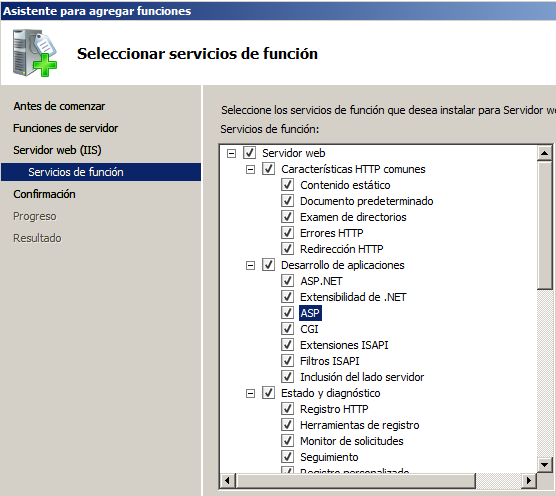 Asistente para agregar funciones
Seleccionar servicios de función
Antes de comenzar
Funciones de servidor
Servidor web (IIS)
Servicios de función
Confirmación
Progreso
Resultado
Seleccione los servicios de función que desea instalar para Servidor we
Servicios de función:
Servidor web
Características HTTP comunes
Contenido estático
Documento predeterminado
Examen de directorios
Errores HTTP
Redirección HTTP
Desarrollo de aplicaciones
ASP.NET
Extensibilidad de .NET
ASP
CGI
Extensiones ISAPI
Filtros ISAPI
Inclusión del lado servidor
Estado y diagnóstico
Registro HTTP
Herramientas de registro
Monitor de solicitudes
Seguimiento
Registro personalizado